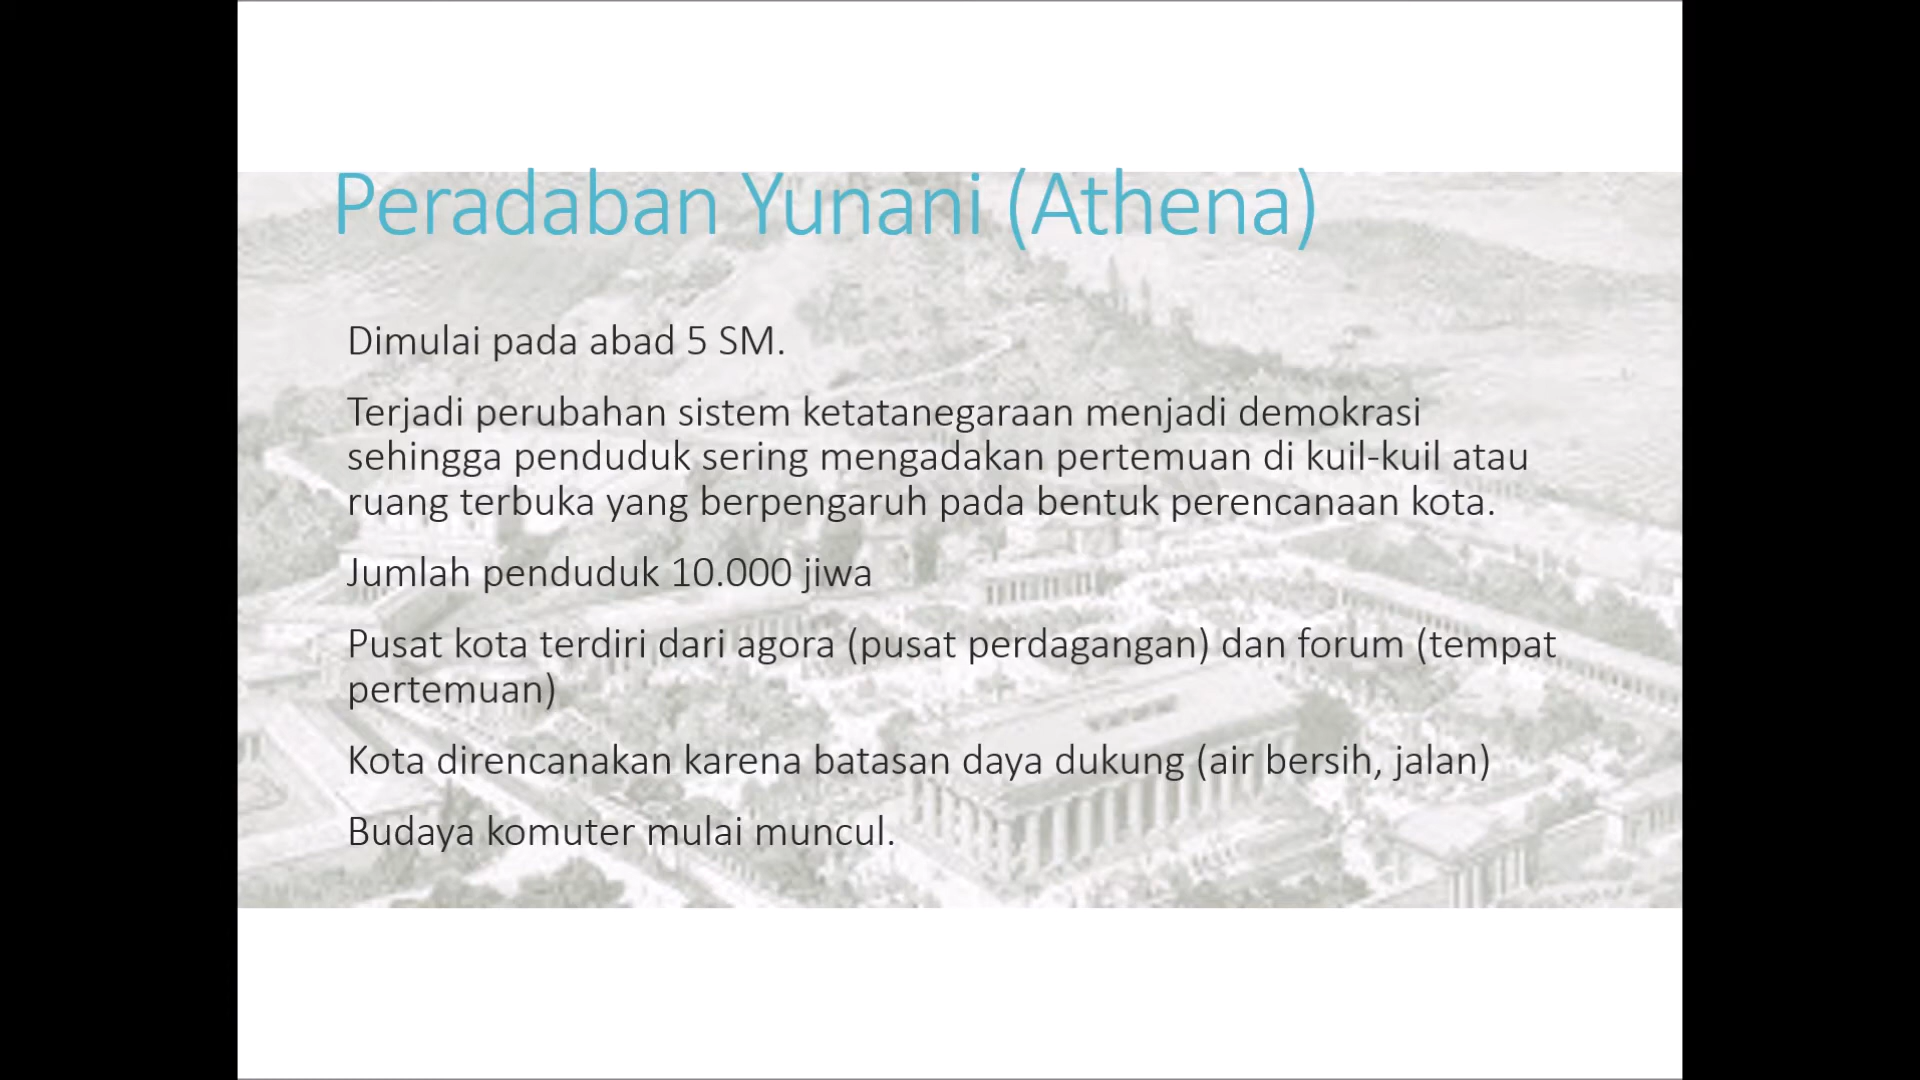 Peradaban Yunani (Athena)
Dimulai pada abad 5 SM.
Terjadi perubahan sistem ketatanegaraan menjadi demokrasi
sehingga penduduk sering mengadakan pertemuan di kuil-kuil atau
ruang terbuka yang berpengaruh pada bentuk perencanaan kota.
Jumlah penduduk 10.000 jiwa
Pusat kota terdiri dari agora (pusat perdagangan) dan forum (tempat
pertemuan)
Kota direncanakan karena batasan daya dukung (air bersih, jalan)
Budaya komuter mulai muncul.